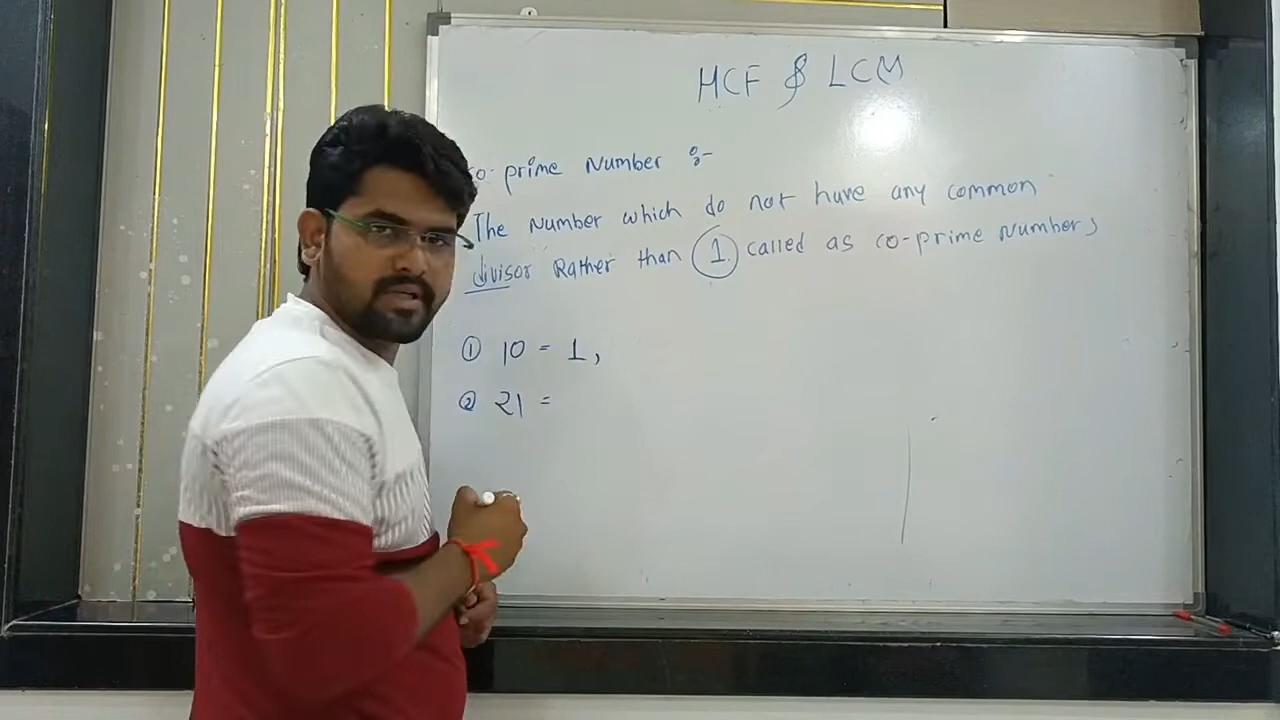 HCF & LCM
co-prime Number :-
The Number which do not have any common
divisor Rather than 1 called as co-prime Numbers
① 10 = 1,
② 21 =